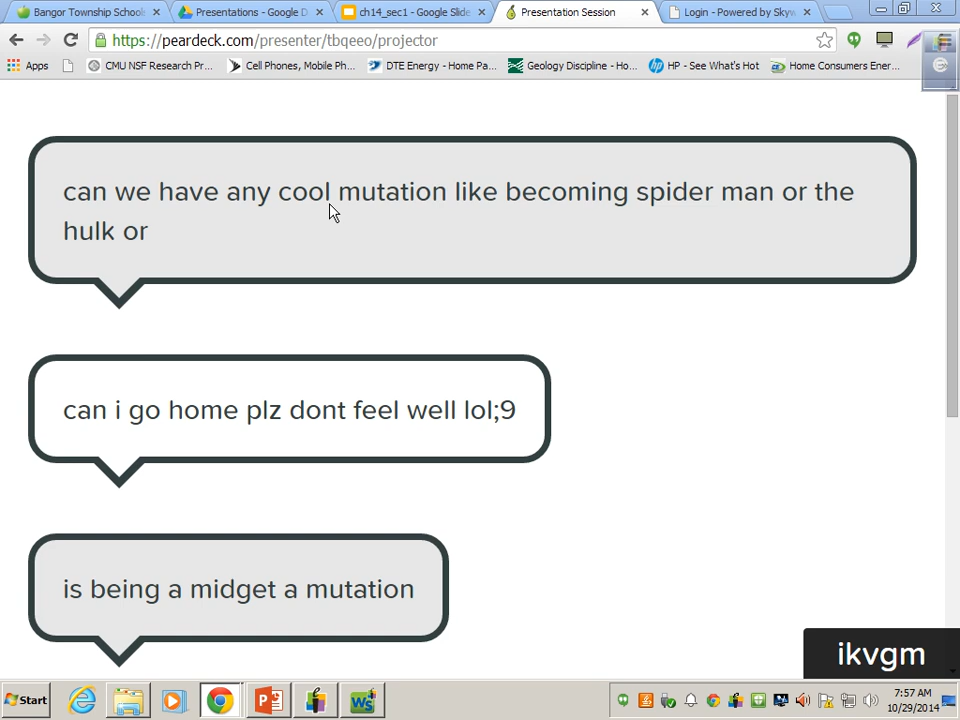 Bangor Township School:
Presentations - Google D
ch14_sec1 - Google Slide
Presentation Session
Login - Powered by Skyw
https://peardeck.com/presenter/tbqeeo/projector
Apps
CMU NSF Research Pr...
Cell Phones, Mobile Ph...
DTE Energy - Home Pa...
Geology Discipline - Ho...
HP - See What's Hot
Home Consumers Ener...
can we have any cool mutation like becoming spider man or the
hulk or
can i go home plz dont feel well lol;9
is being a midget a mutation
ikvgm
Start
7:57 AM
10/29/2014